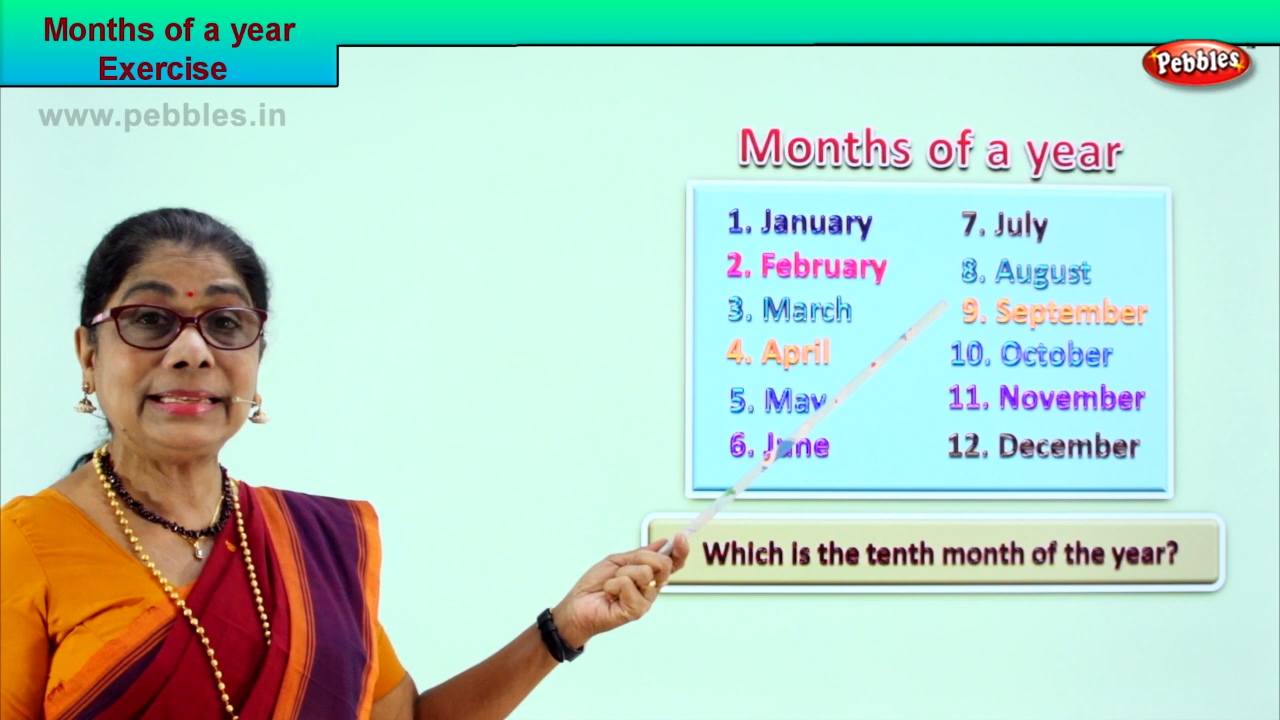 Months of a year
Exercise
www.pebbles.in
Pebbles
Months of a year
1. January
2. February
3. March
4. April
5. May
6. June
7. July
8. August
9. September
10. October
11. November
12. December
Which is the tenth month of the year?